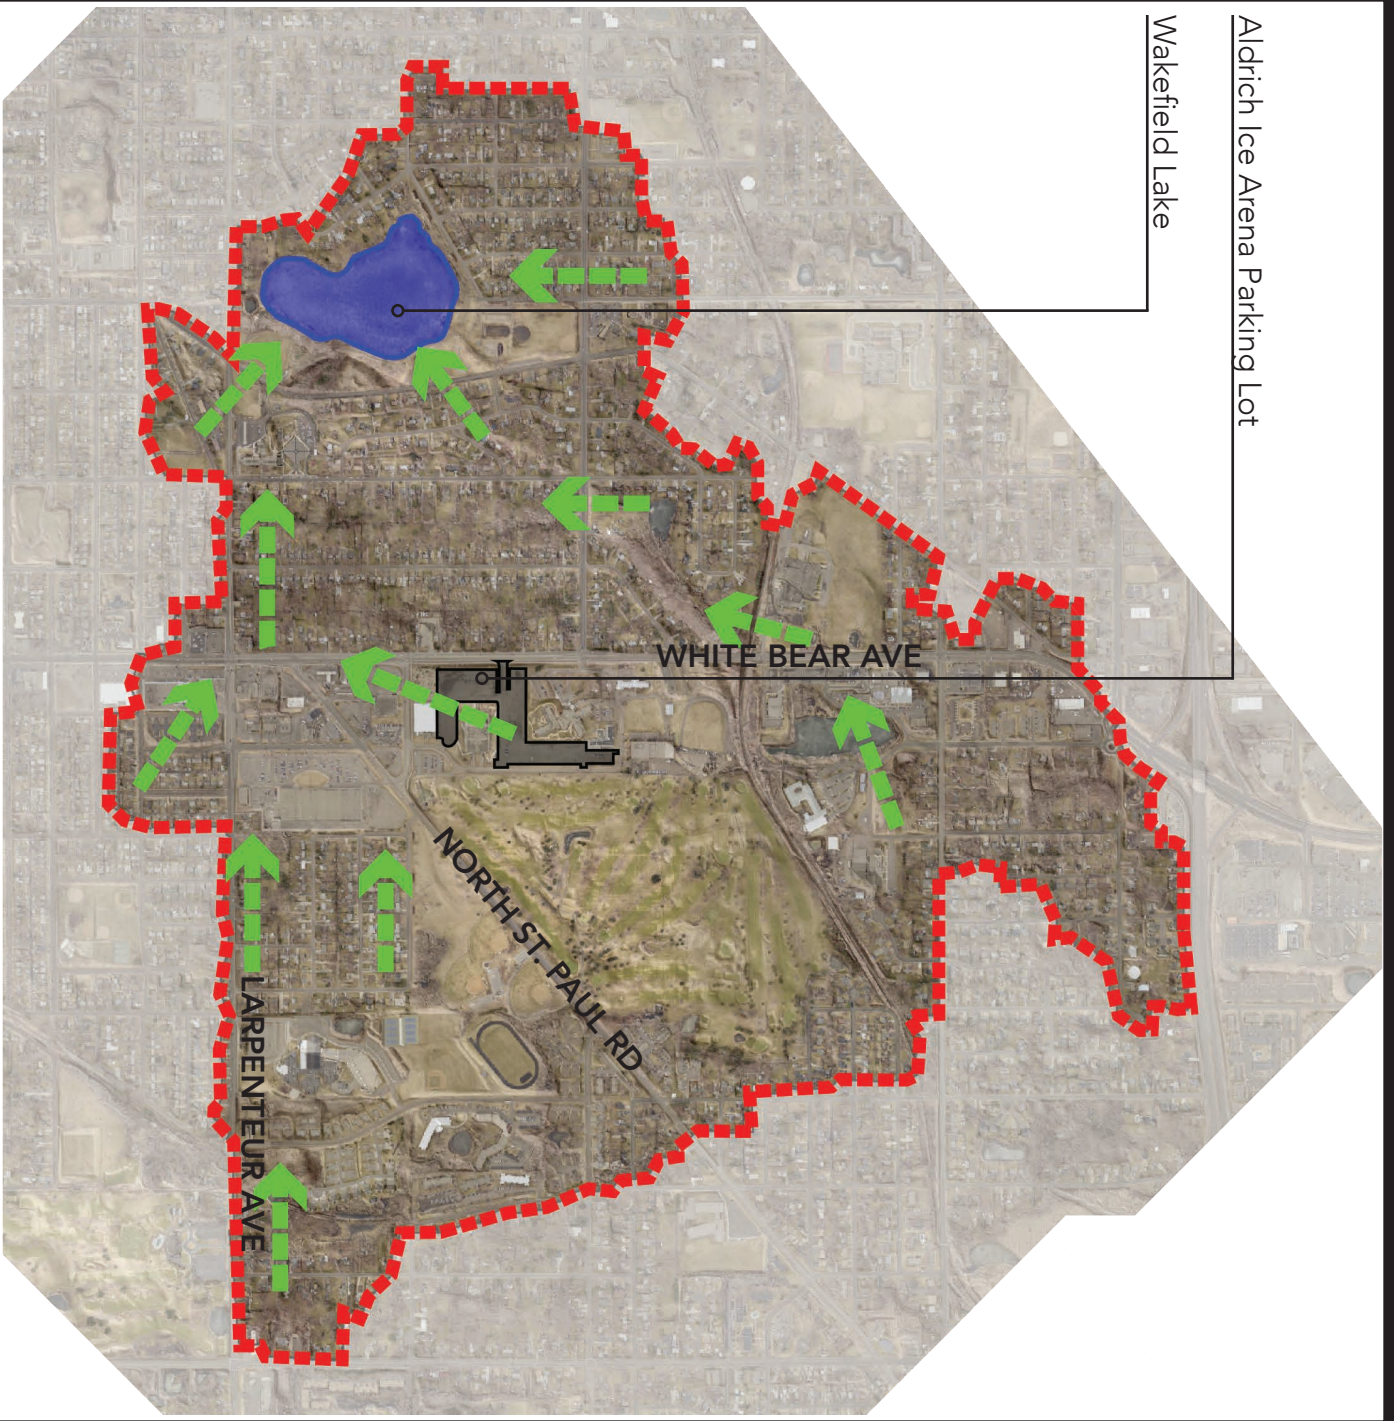 Aldrich Ice Arena Parking Lot
Wakefield Lake
WHITE BEAR AVE
NORTH ST. PAUL RD
LARPENTEUR AVE